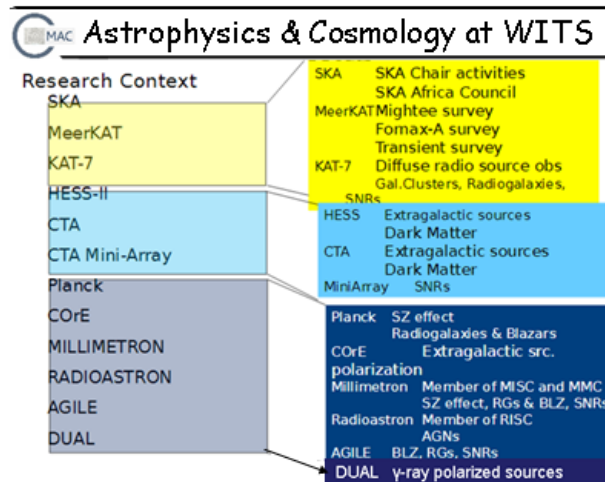 MAC
Astrophysics & Cosmology at WITS
Research Context
SKA
MeerKAT
KAT-7
HESS-II
CTA
CTA Mini-Array
Planck
COrE
MILLIMETRON
RADIOASTRON
AGILE
DUAL
SKA SKA Chair activities
SKA Africa Council
MeerKAT Mightee survey
Fomax-A survey
Transient survey
KAT-7 Diffuse radio source obs
Gal.Clusters, Radiogalaxies,
SNRs
HESS Extragalactic sources
Dark Matter
CTA Extragalactic sources
Dark Matter
MiniArray SNRs
Planck SZ effect
Radiogalaxies & Blazars
COrE Extragalactic src.
polarization
Millimetron Member of MISC and MMC
SZ effect, RGs & BLZ, SNRs
Radioastron Member of RISC
AGNs
AGILE BLZ, RGs, SNRs
DUAL γ-ray polarized sources